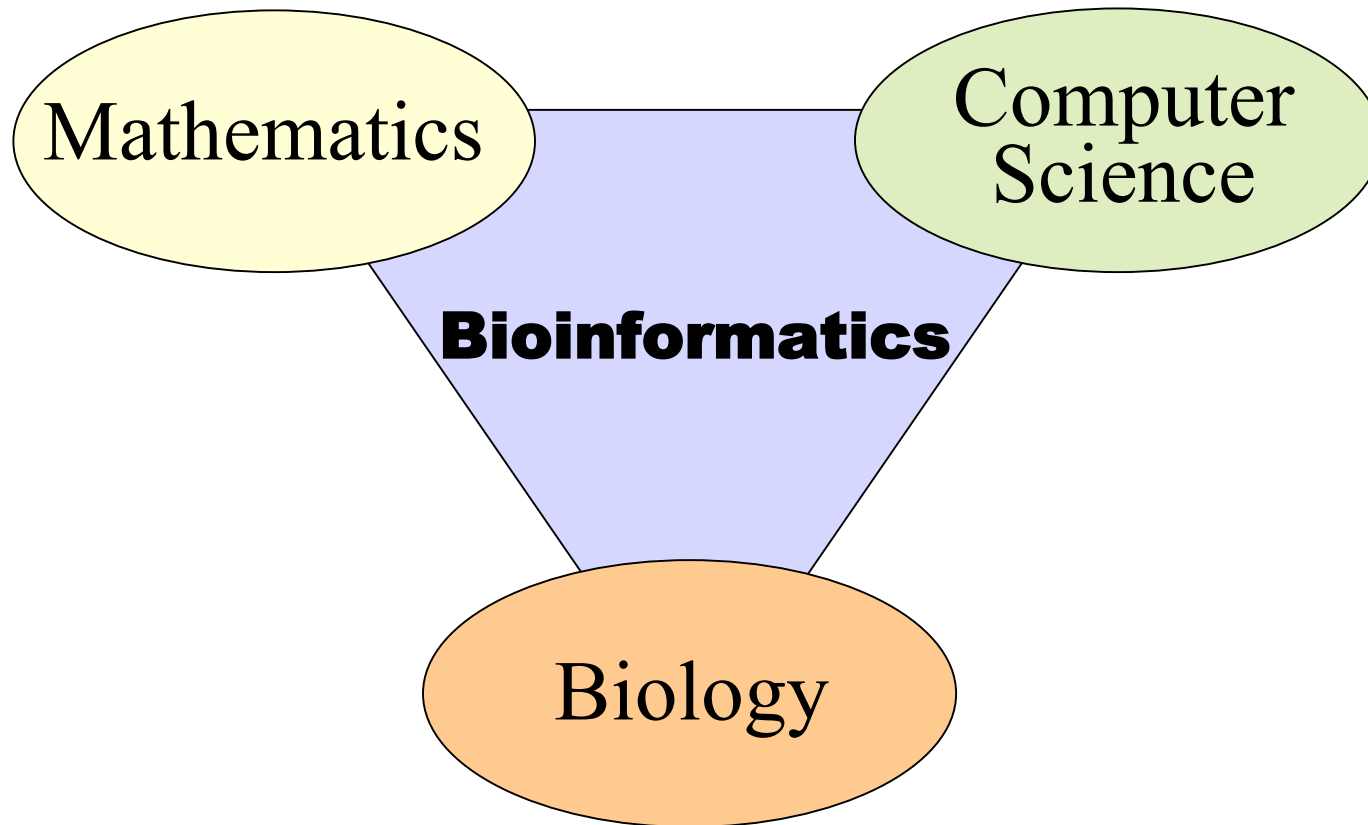 Mathematics
Computer
Science
Bioinformatics
Biology